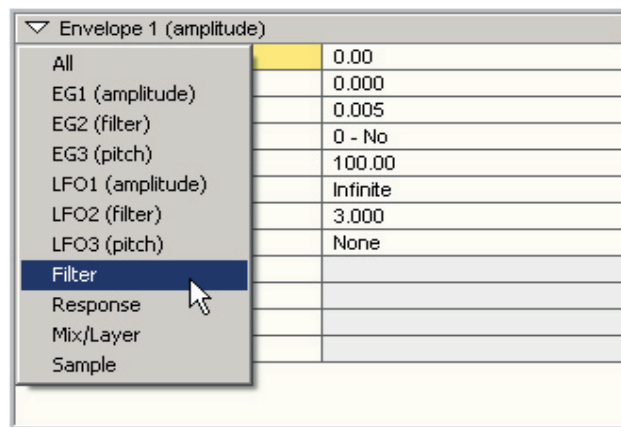 Envelope 1 (amplitude)
All
EG1 (amplitude)
EG2 (filter)
EG3 (pitch)
LFO1 (amplitude)
LFO2 (filter)
LFO3 (pitch)
Filter
Response
Mix/Layer
Sample
0.00
0.000
0.005
0 - No
100.00
Infinite
3.000
None